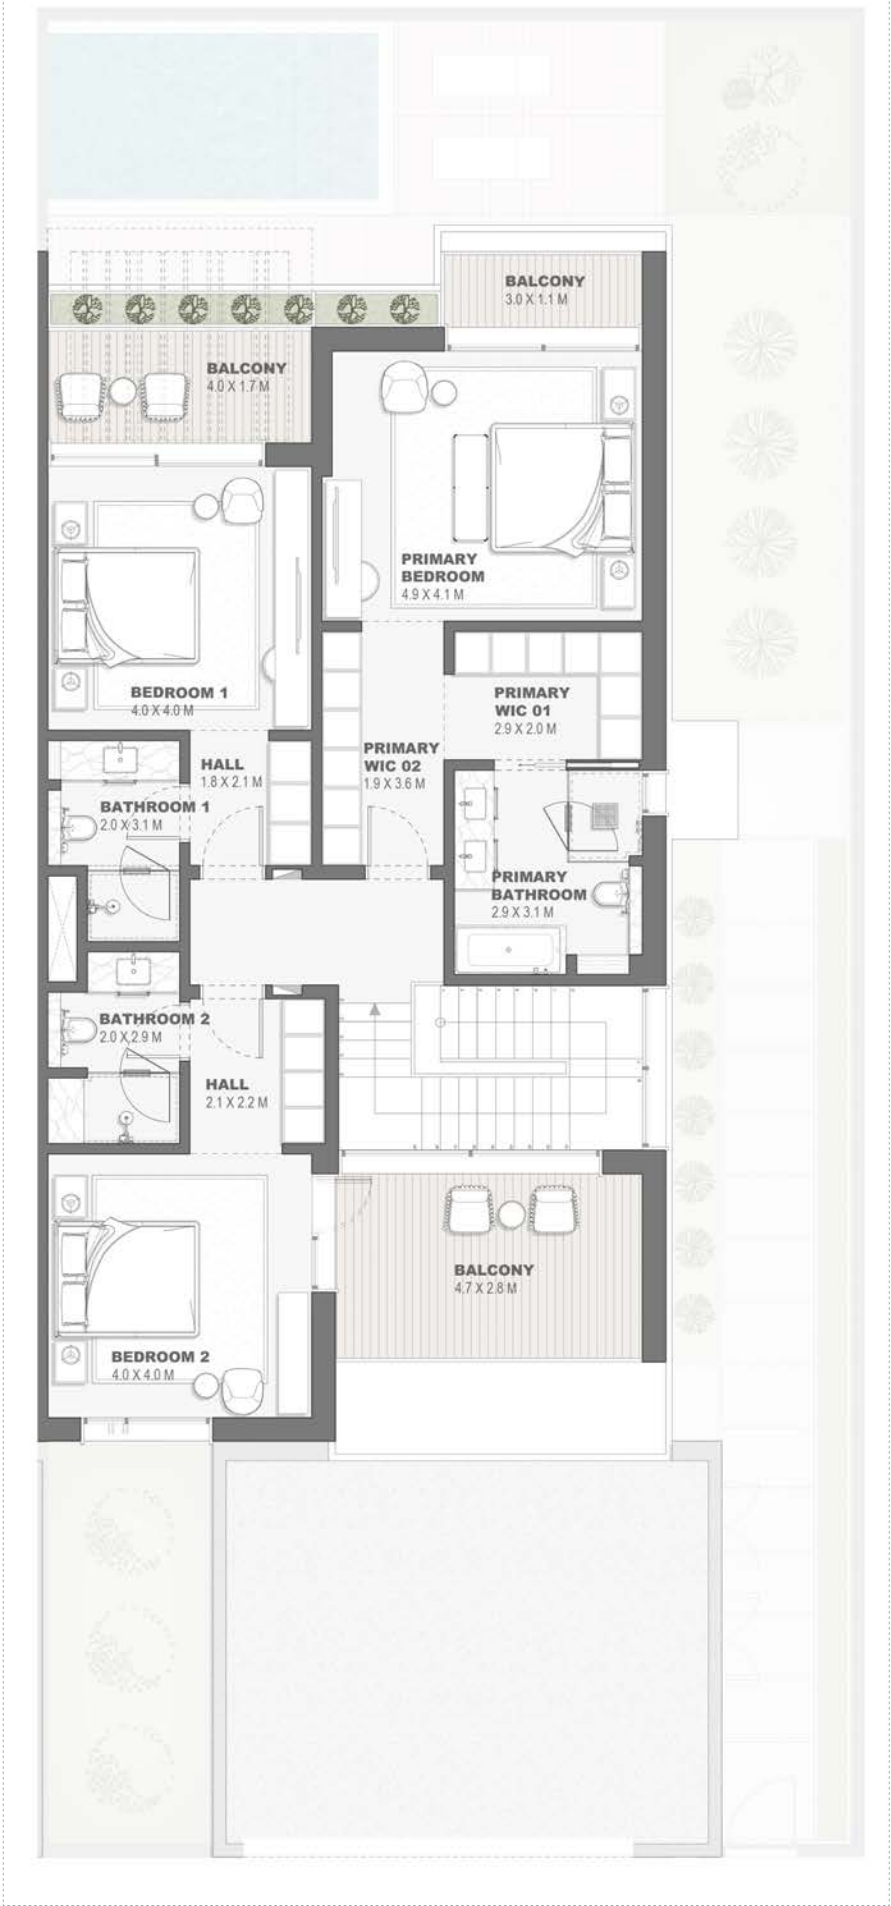 BALCONY
3.0 X 1.1 M
BALCONY
4.0 X 1.7 M
PRIMARY
BEDROOM
4.9 X 4.1 M
BEDROOM 1
4.0 X 4.0 M
PRIMARY
WIC 01
2.9 X 2.0 M
PRIMARY
WIC 02
1.9 X 3.6 M
HALL
1.8 X 2.1 M
BATHROOM 1
2.0 X 3.1 M
PRIMARY
BATHROOM
2.9 X 3.1 M
BATHROOM 2
2.0 X 2.9 M
HALL
2.1 X 2.2 M
BALCONY
4.7 X 2.8 M
BEDROOM 2
4.0 X 4.0 M